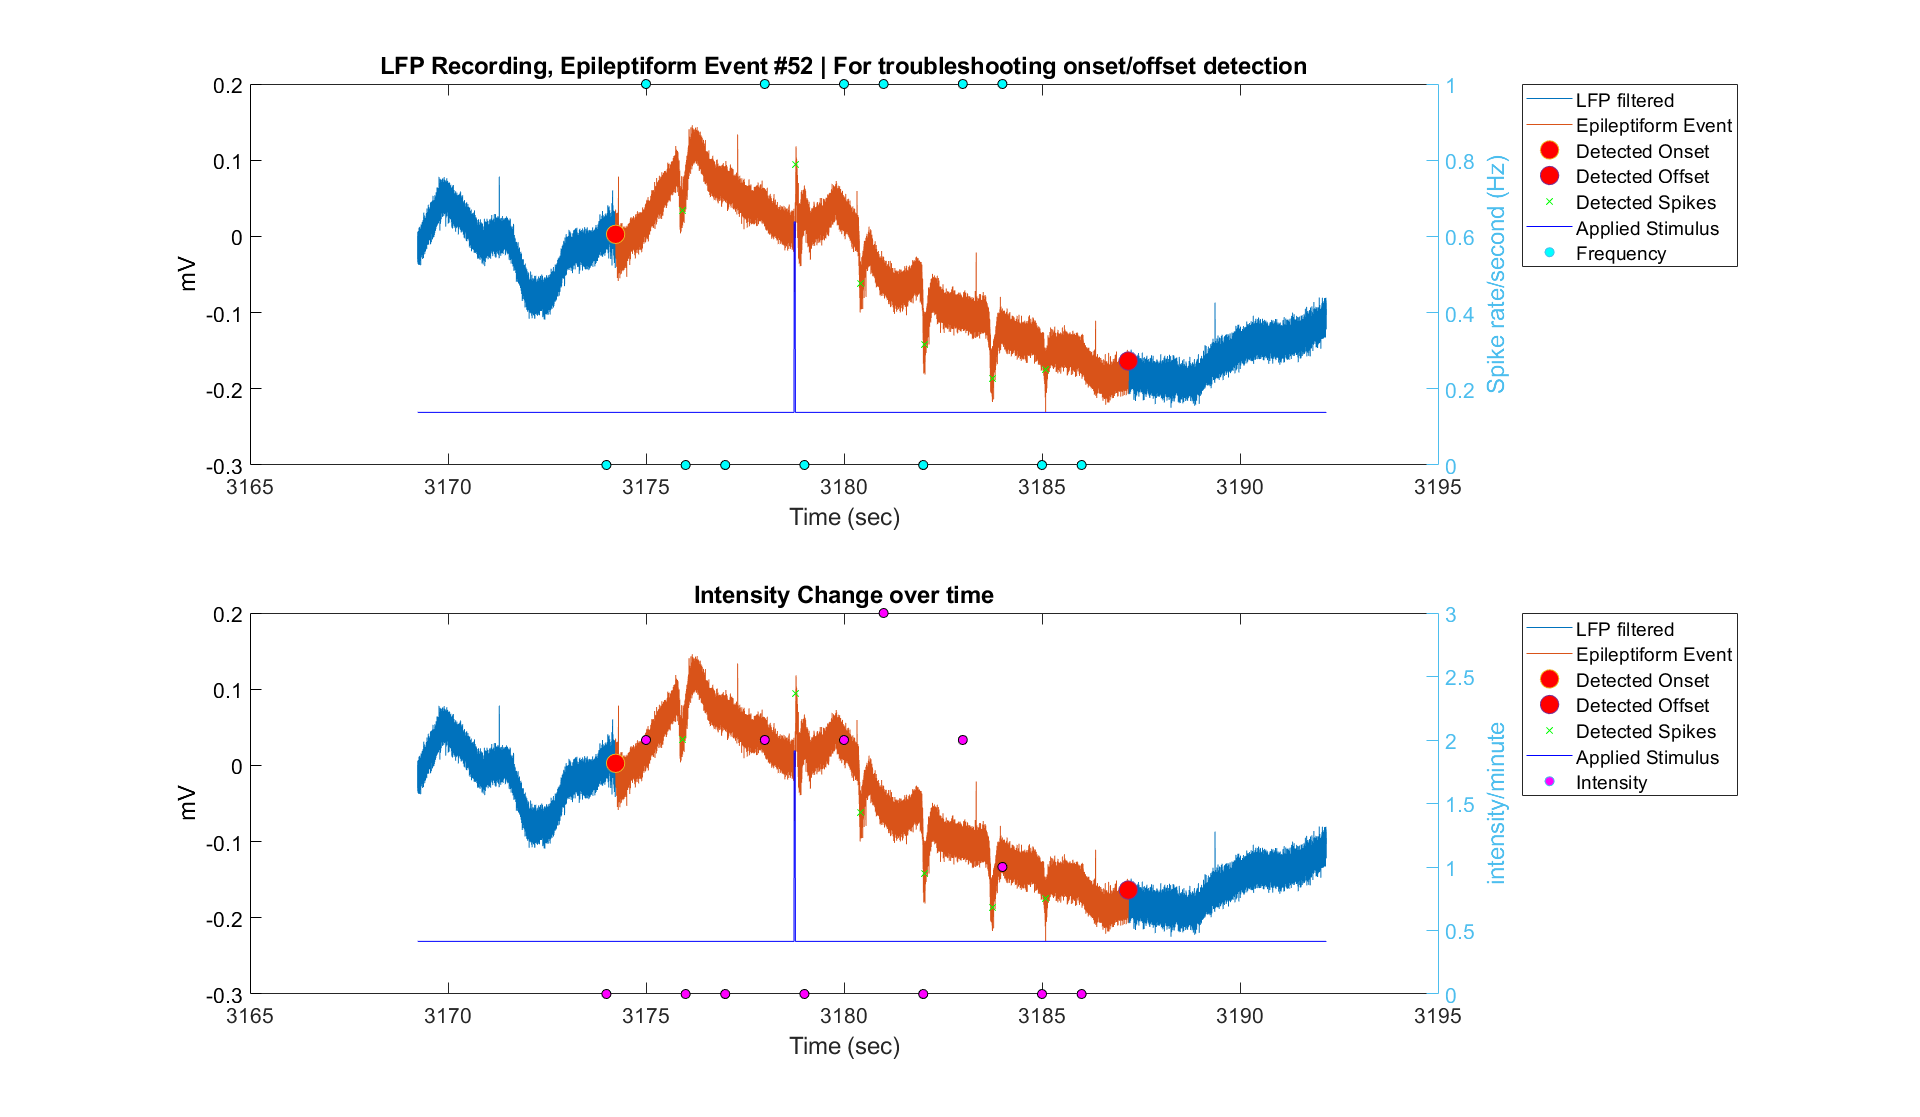 LFP Recording, Epileptiform Event #52 | For troubleshooting onset/offset detection
0.2
0.1
0
-0.1
-0.2
-0.3
mV
3165
3170
3175
3180
3185
3190
3195
Time (sec)
1
0.8
0.6
0.4
0.2
0
Spike rate/second (Hz)
LFP filtered
Epileptiform Event
Detected Onset
Detected Offset
Detected Spikes
Applied Stimulus
Frequency
Intensity Change over time
0.2
0.1
0
-0.1
-0.2
-0.3
mV
3165
3170
3175
3180
3185
3190
3195
Time (sec)
3
2.5
2
1.5
1
0.5
0
intensity/minute
LFP filtered
Epileptiform Event
Detected Onset
Detected Offset
Detected Spikes
Applied Stimulus
Intensity